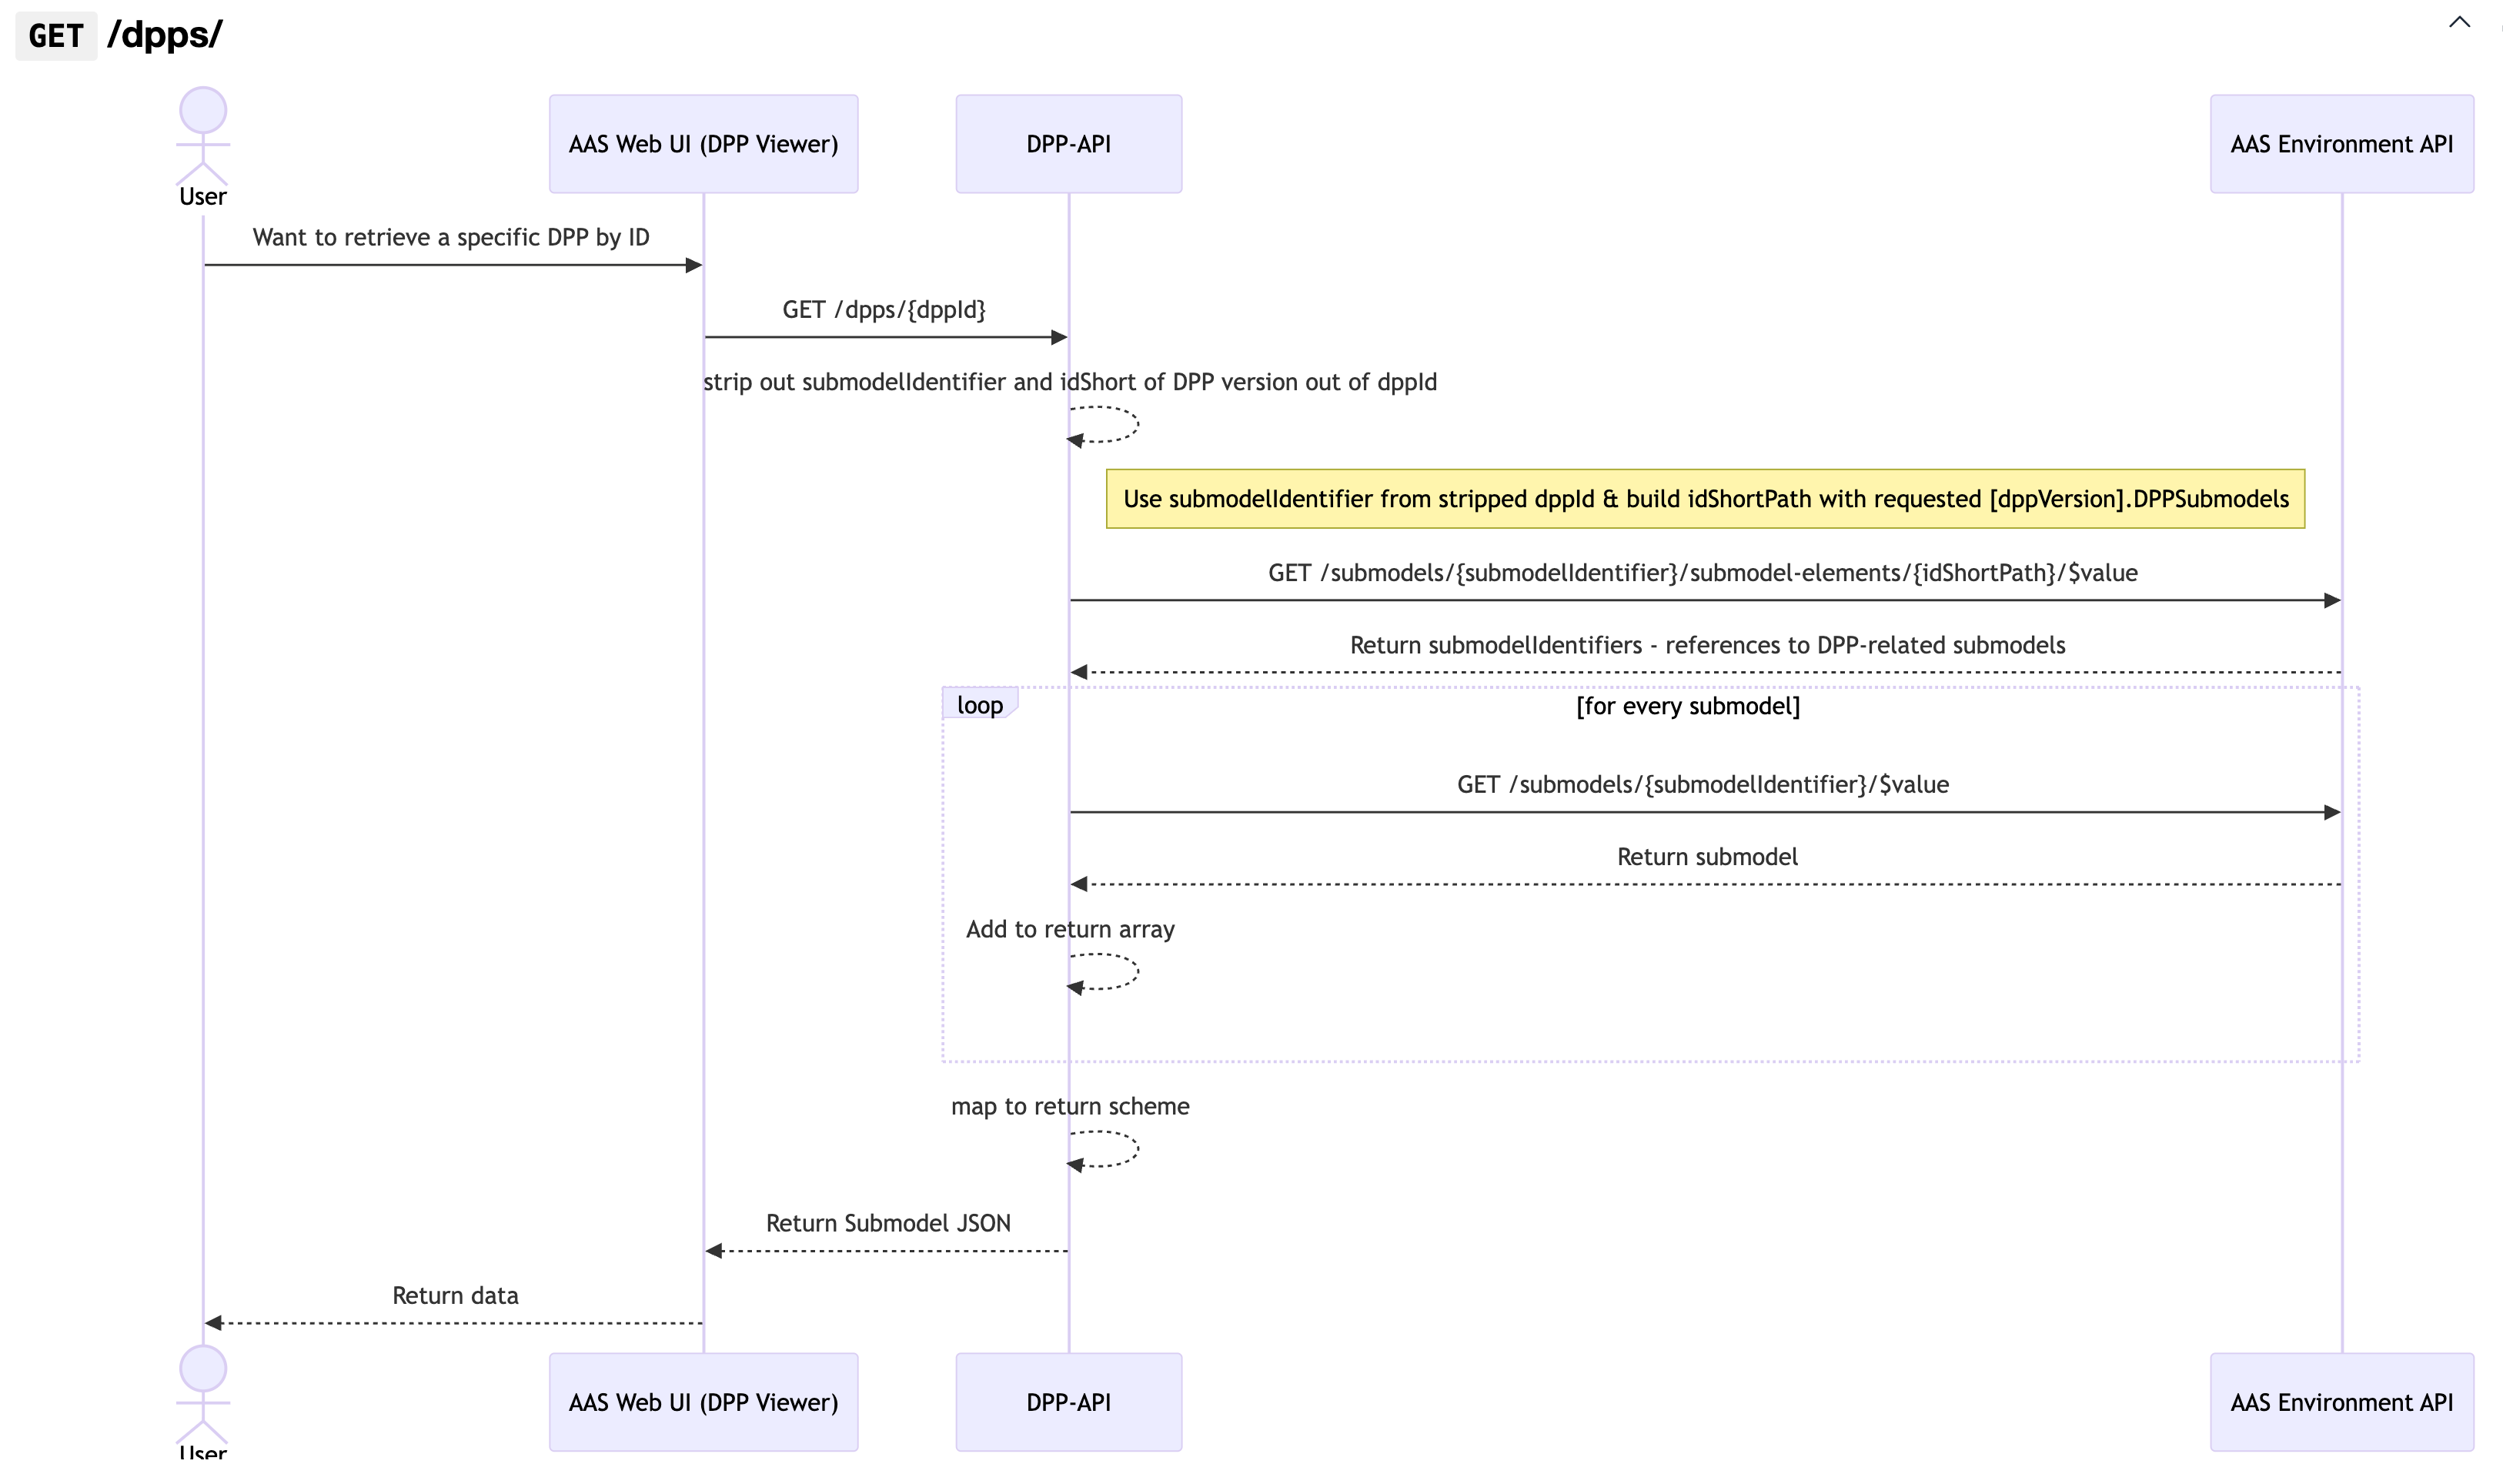 GET /dpps/
User
AAS Web UI (DPP Viewer)
DPP-API
AAS Environment API
Want to retrieve a specific DPP by ID
GET /dpps/{dppId}
strip out submodelIdentifier and idShort of DPP version out of dppId
Use submodelIdentifier from stripped dppId & build idShortPath with requested [dppVersion].DPPSubmodels
GET /submodels/{submodelIdentifier}/submodel-elements/{idShortPath}/$value
Return submodelIdentifiers - references to DPP-related submodels
loop
[for every submodel]
GET /submodels/{submodelIdentifier}/$value
Return submodel
Add to return array
map to return scheme
Return Submodel JSON
Return data
AAS Web UI (DPP Viewer)
DPP-API
AAS Environment API
User